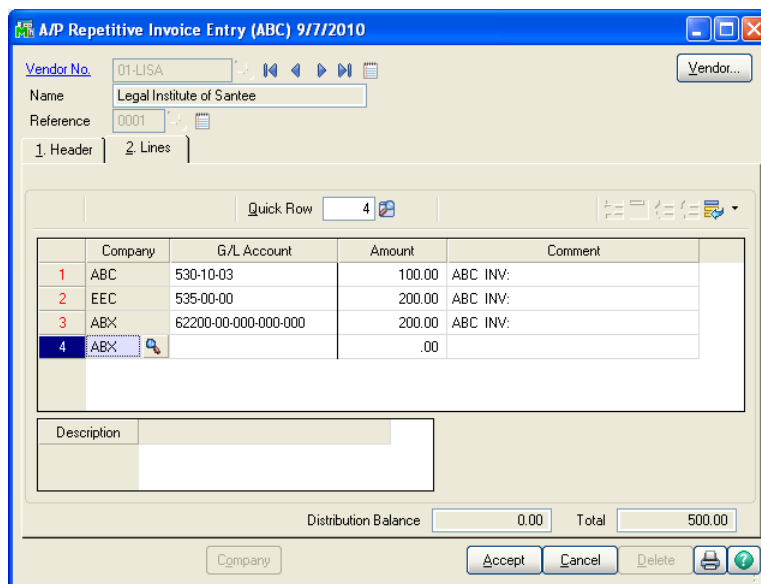 A/P Repetitive Invoice Entry (ABC) 9/7/2010
Vendor No. 01-LISA Vendor...
Name Legal Institute of Santee
Reference 0001
1. Header 2. Lines
Quick Row 4
Company G/L Account Amount Comment
1 ABC 530-10-03 100.00 ABC INV:
2 EEC 535-00-00 200.00 ABC INV:
3 ABX 62200-00-000-000-000 200.00 ABC INV:
4 ABX .00
Description
Distribution Balance 0.00 Total 500.00
Company Accept Cancel Delete